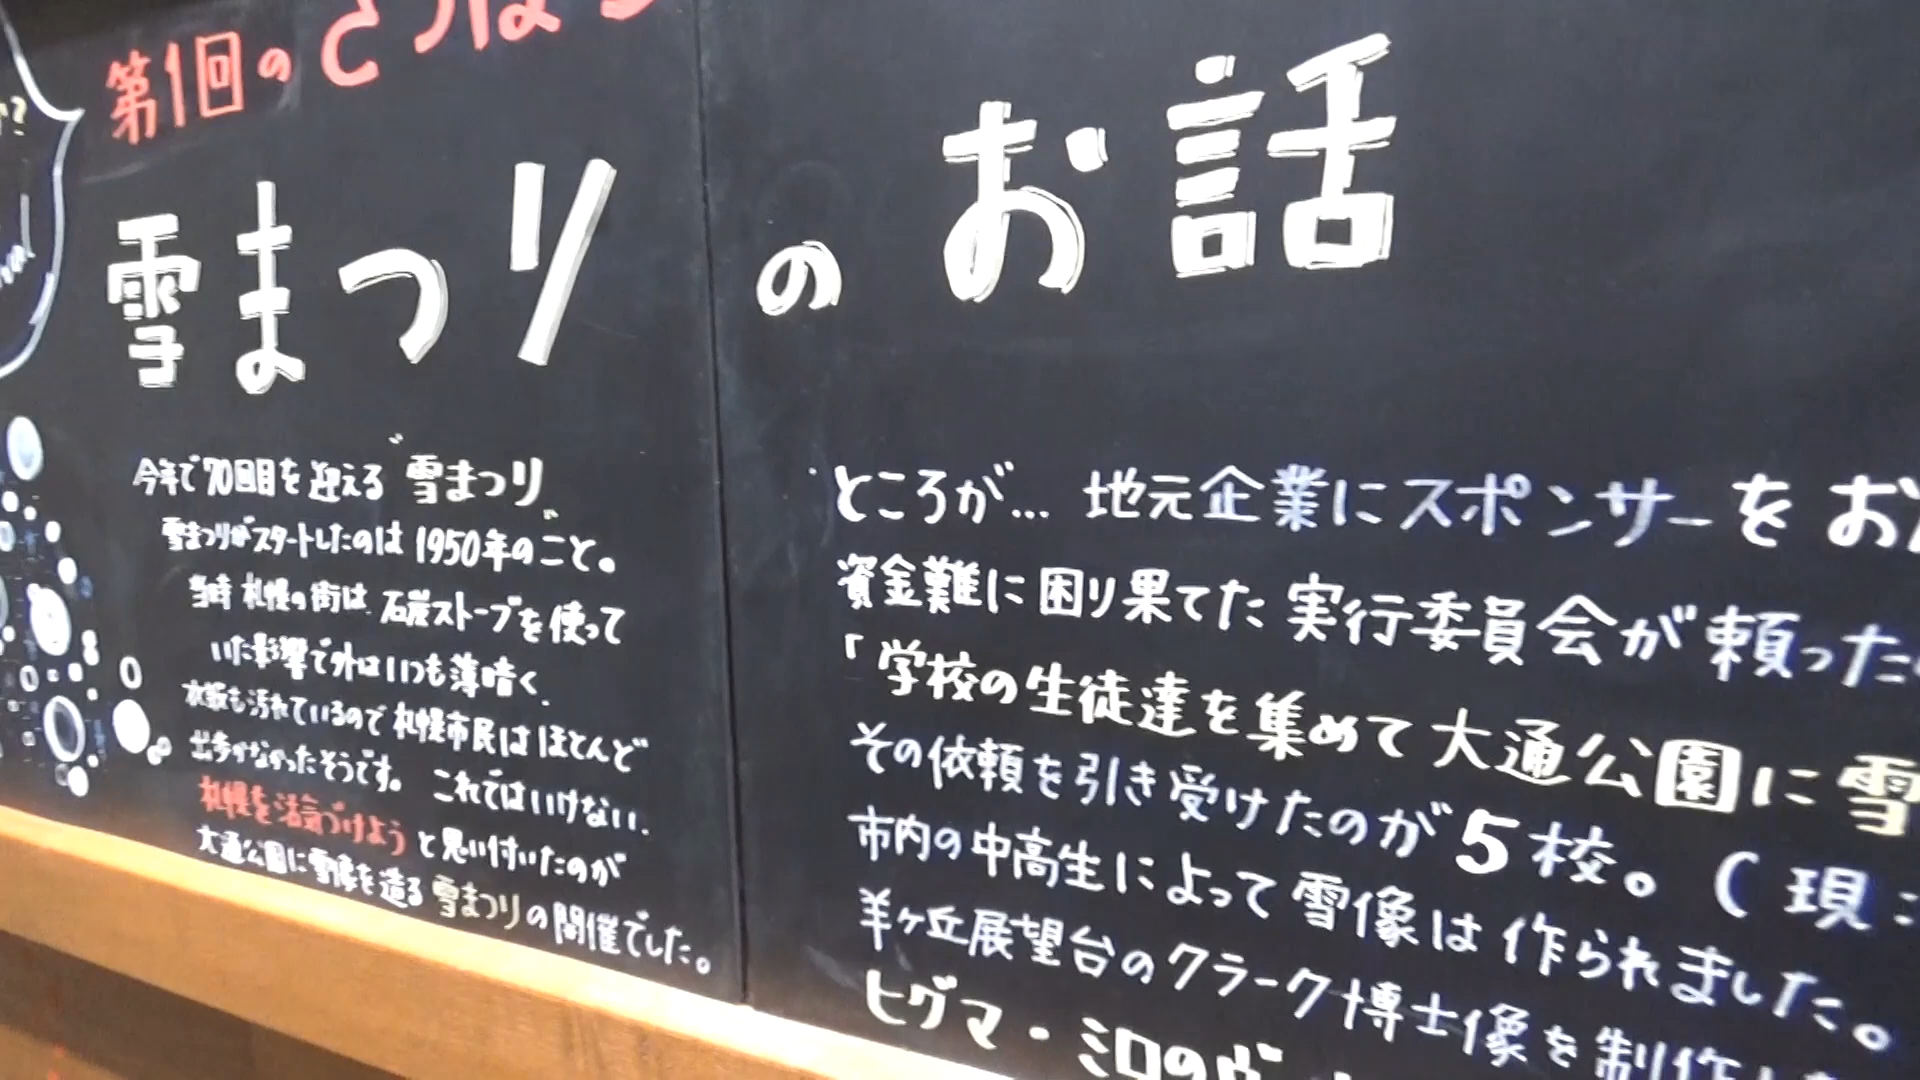 第1回のさっぽろ
雪まつりのお話
今年で70回目を迎える〝雪まつり〟
雪まつりがスタートしたのは1950年のこと。
当時札幌の街は石炭ストーブを使って
いた影響で外はいつも薄暗く、
衣服も汚れているので札幌市民はほとんど
出歩かなかったそうです。これではいけない、
札幌を活気づけようと思い付いたのが
大通公園に雪像を造る雪まつりの開催でした。
ところが…地元企業にスポンサーをお
資金難に困り果てた実行委員会が頼った
「学校の生徒達を集めて大通公園に雪
その依頼を引き受けたのが5校。(現:
市内の中高生によって雪像は作られました。
羊ヶ丘展望台のクラーク博士像を制作
ヒグマ・ミロのヴ